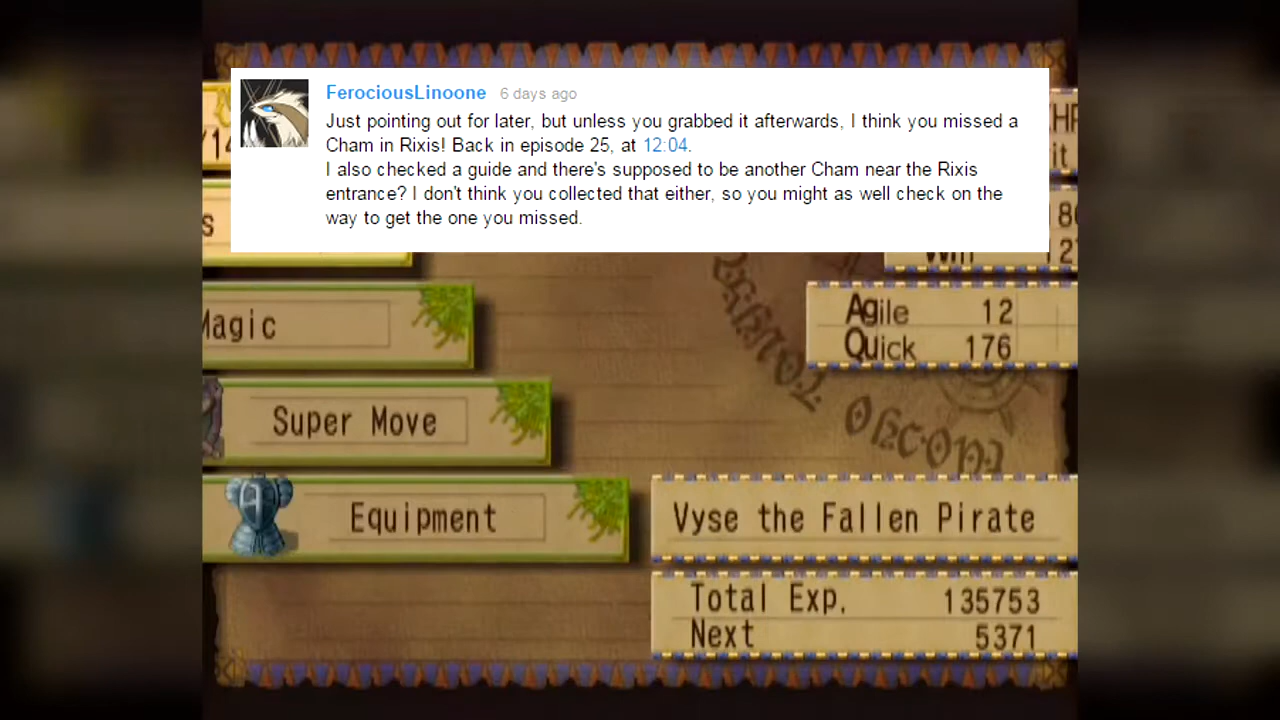 FerociousLinoone 6 days ago
Just pointing out for later, but unless you grabbed it afterwards, I think you missed a
Cham in Rixis! Back in episode 25, at 12:04.
I also checked a guide and there's supposed to be another Cham near the Rixis
entrance? I don't think you collected that either, so you might as well check on the
way to get the one you missed.
Magic
Agile 12
Quick 176
Super Move
Equipment
Vyse the Fallen Pirate
Total Exp. 135753
Next 5371